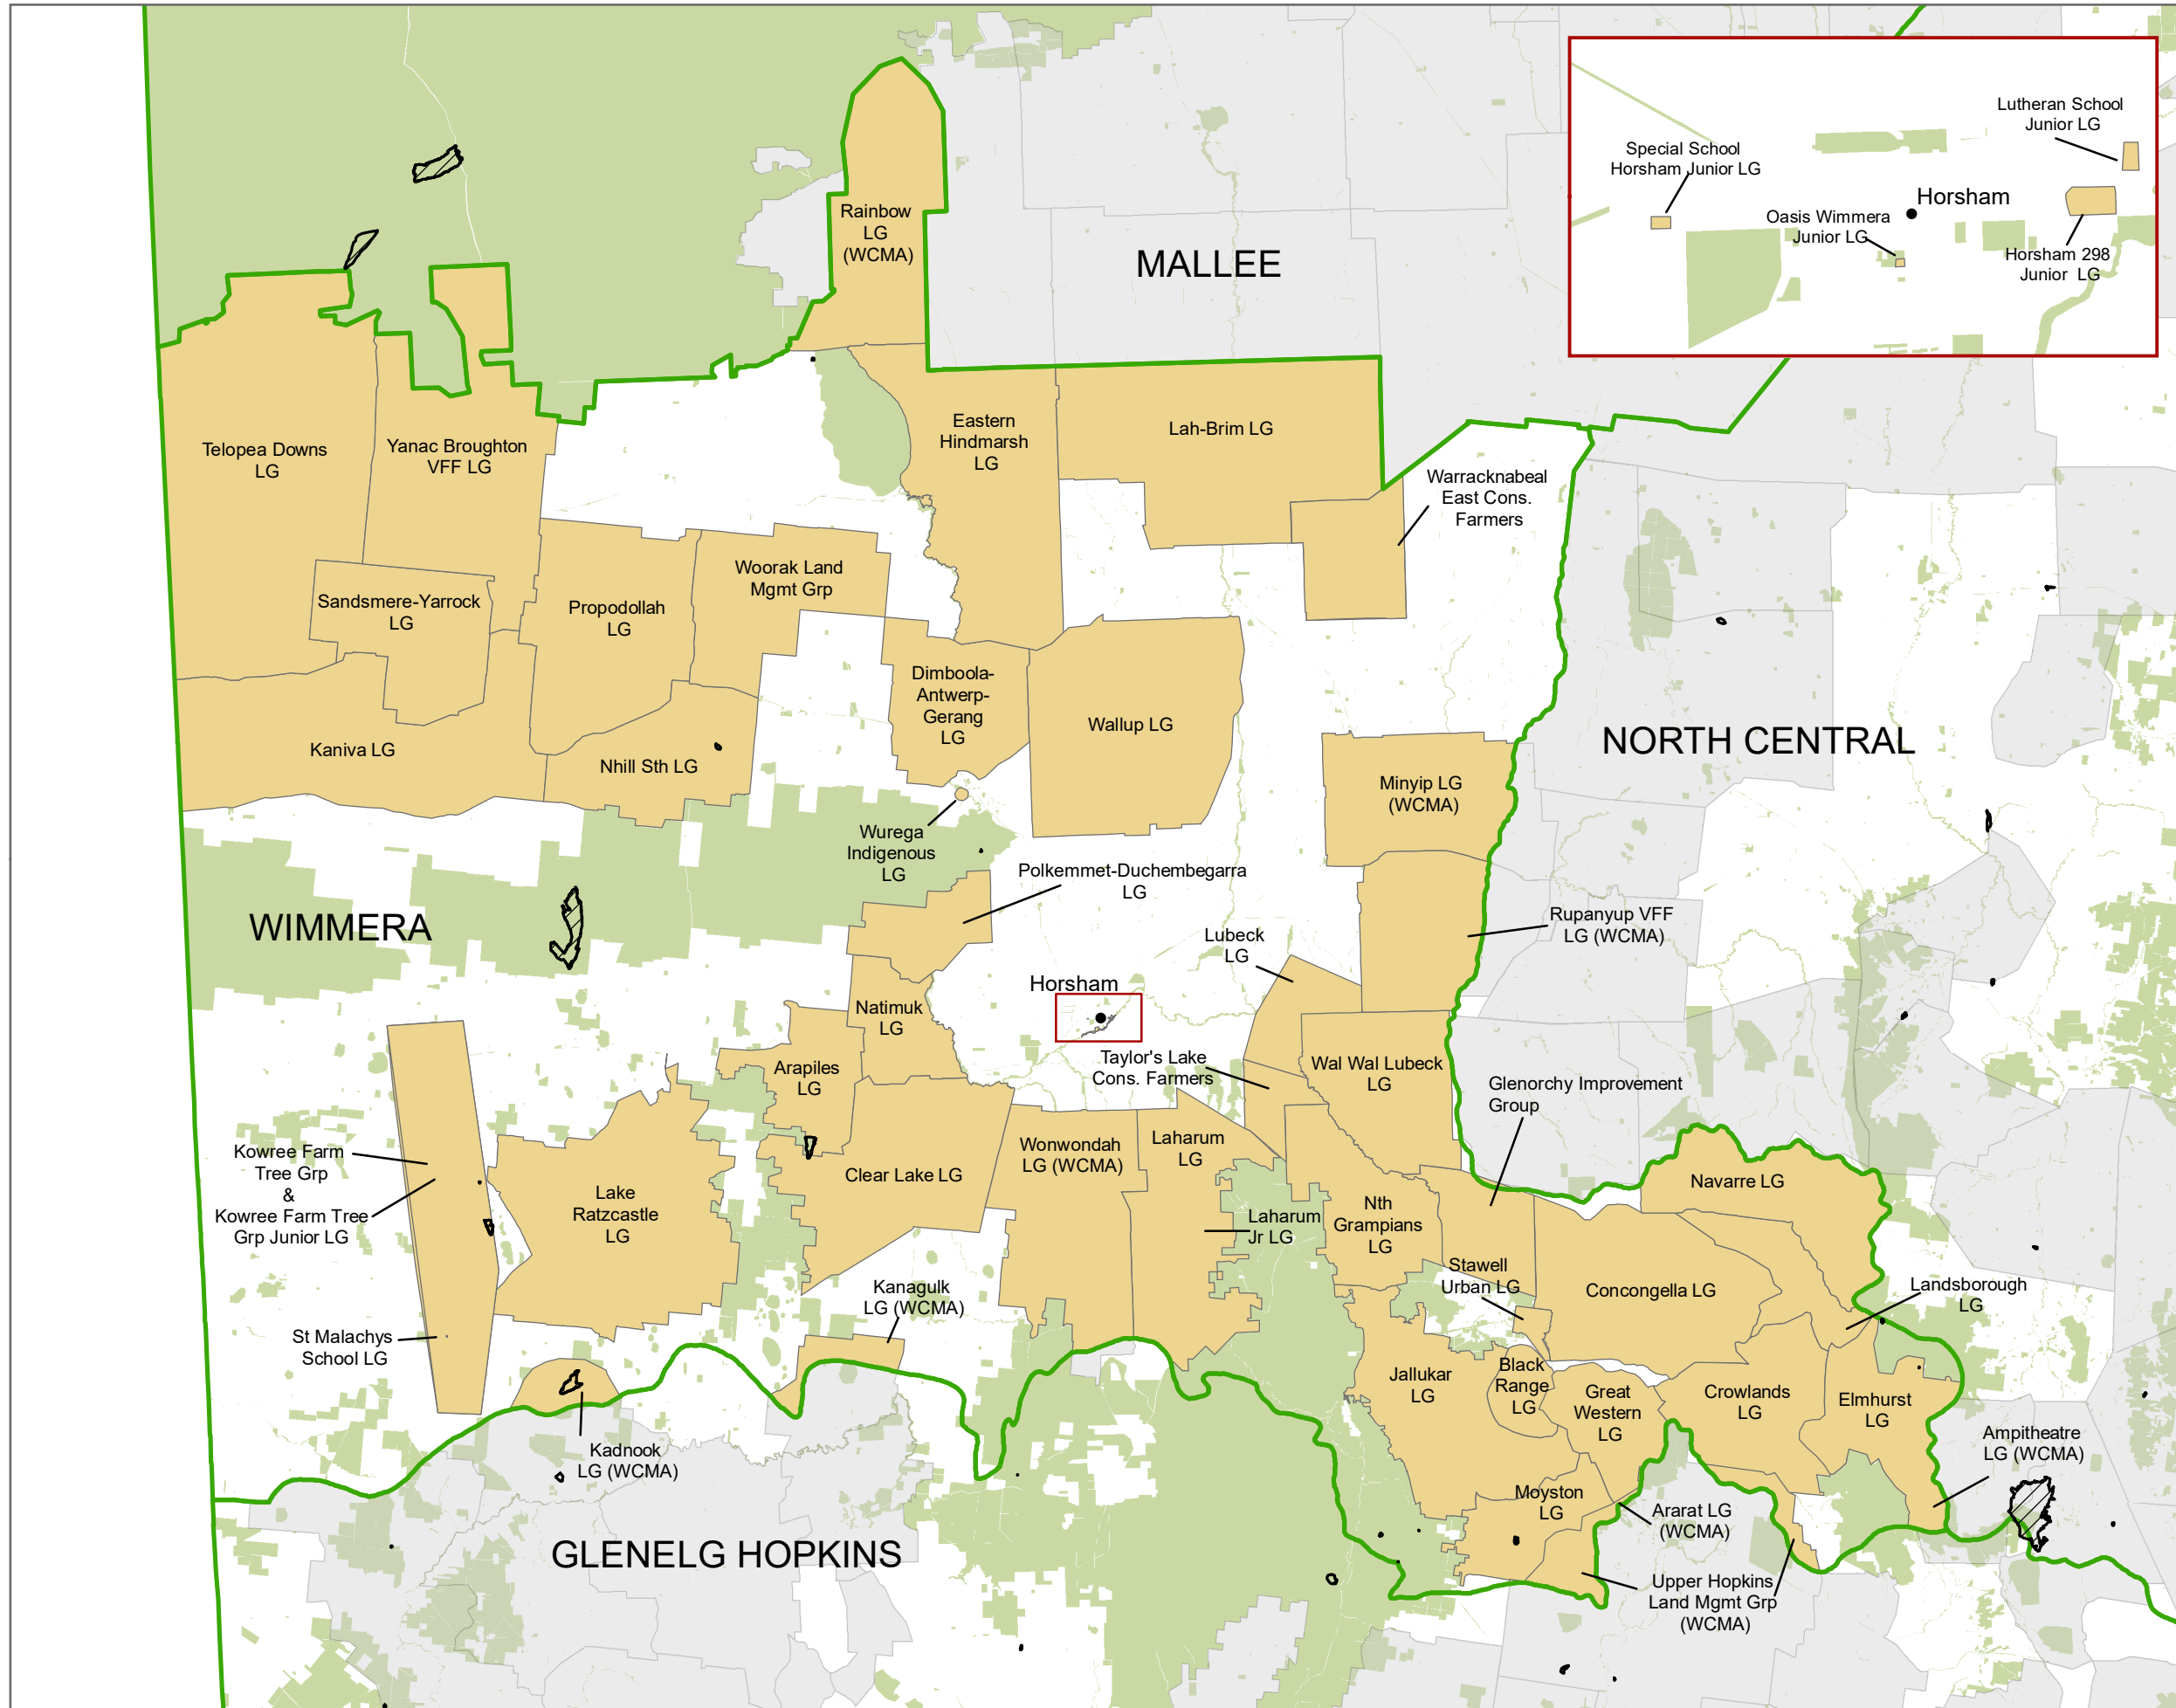 Lutheran School
Junior LG
Special School
Horsham Junior LG
Horsham
Oasis Wimmera
Junior LG
Horsham 298
Junior LG
Rainbow
LG
(WCMA)
MALLEE
Telopea Downs
LG
Yanac Broughton
VFF LG
Eastern
Hindmarsh
LG
Lah-Brim LG
Warracknabeal
East Cons.
Farmers
Sandsmere-Yarrock
LG
Propodollah
LG
Woorak Land
Mgmt Grp
Dimboola-
Antwerp-
Gerang
LG
Wallup LG
Kaniva LG
Nhill Sth LG
NORTH CENTRAL
Minyip LG
(WCMA)
Wurega
Indigenous
LG
Polkemmet-Duchembegarra
LG
WIMMERA
Rupanyup VFF
LG (WCMA)
Lubeck
LG
Horsham
Natimuk
LG
Arapiles
LG
Taylor's Lake
Cons. Farmers
Wal Wal Lubeck
LG
Glenorchy Improvement
Group
Kowree Farm
Tree Grp
&
Kowree Farm Tree
Grp Junior LG
Lake
Ratzcastle
LG
Clear Lake LG
Wonwondah
LG (WCMA)
Laharum
LG
Laharum
Jr LG
Nth
Grampians
LG
Navarre LG
Stawell
Urban LG
Concongella LG
Landsborough
LG
Kanagulk
LG (WCMA)
St Malachys
School LG
Jallukar
LG
Black
Range
LG
Great
Western
LG
Crowlands
LG
Elmhurst
LG
Ampitheatre
LG (WCMA)
Kadnook
LG (WCMA)
Moyston
LG
Ararat LG
(WCMA)
GLENELG HOPKINS
Upper Hopkins
Land Mgmt Grp
(WCMA)